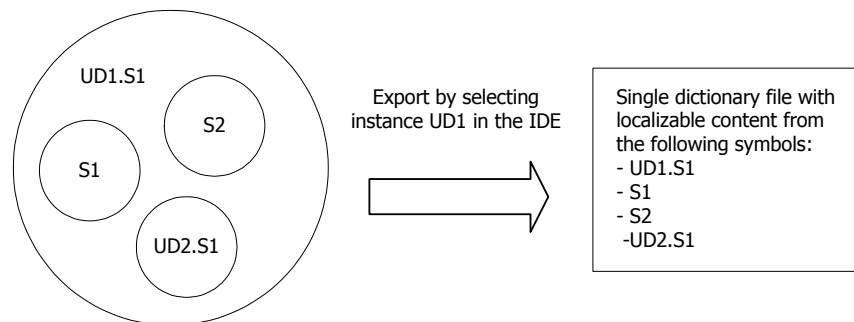 UD1.S1
S2
S1
UD2.S1
Export by selecting
instance UD1 in the IDE
Single dictionary file with
localizable content from
the following symbols:
- UD1.S1
- S1
- S2
-UD2.S1